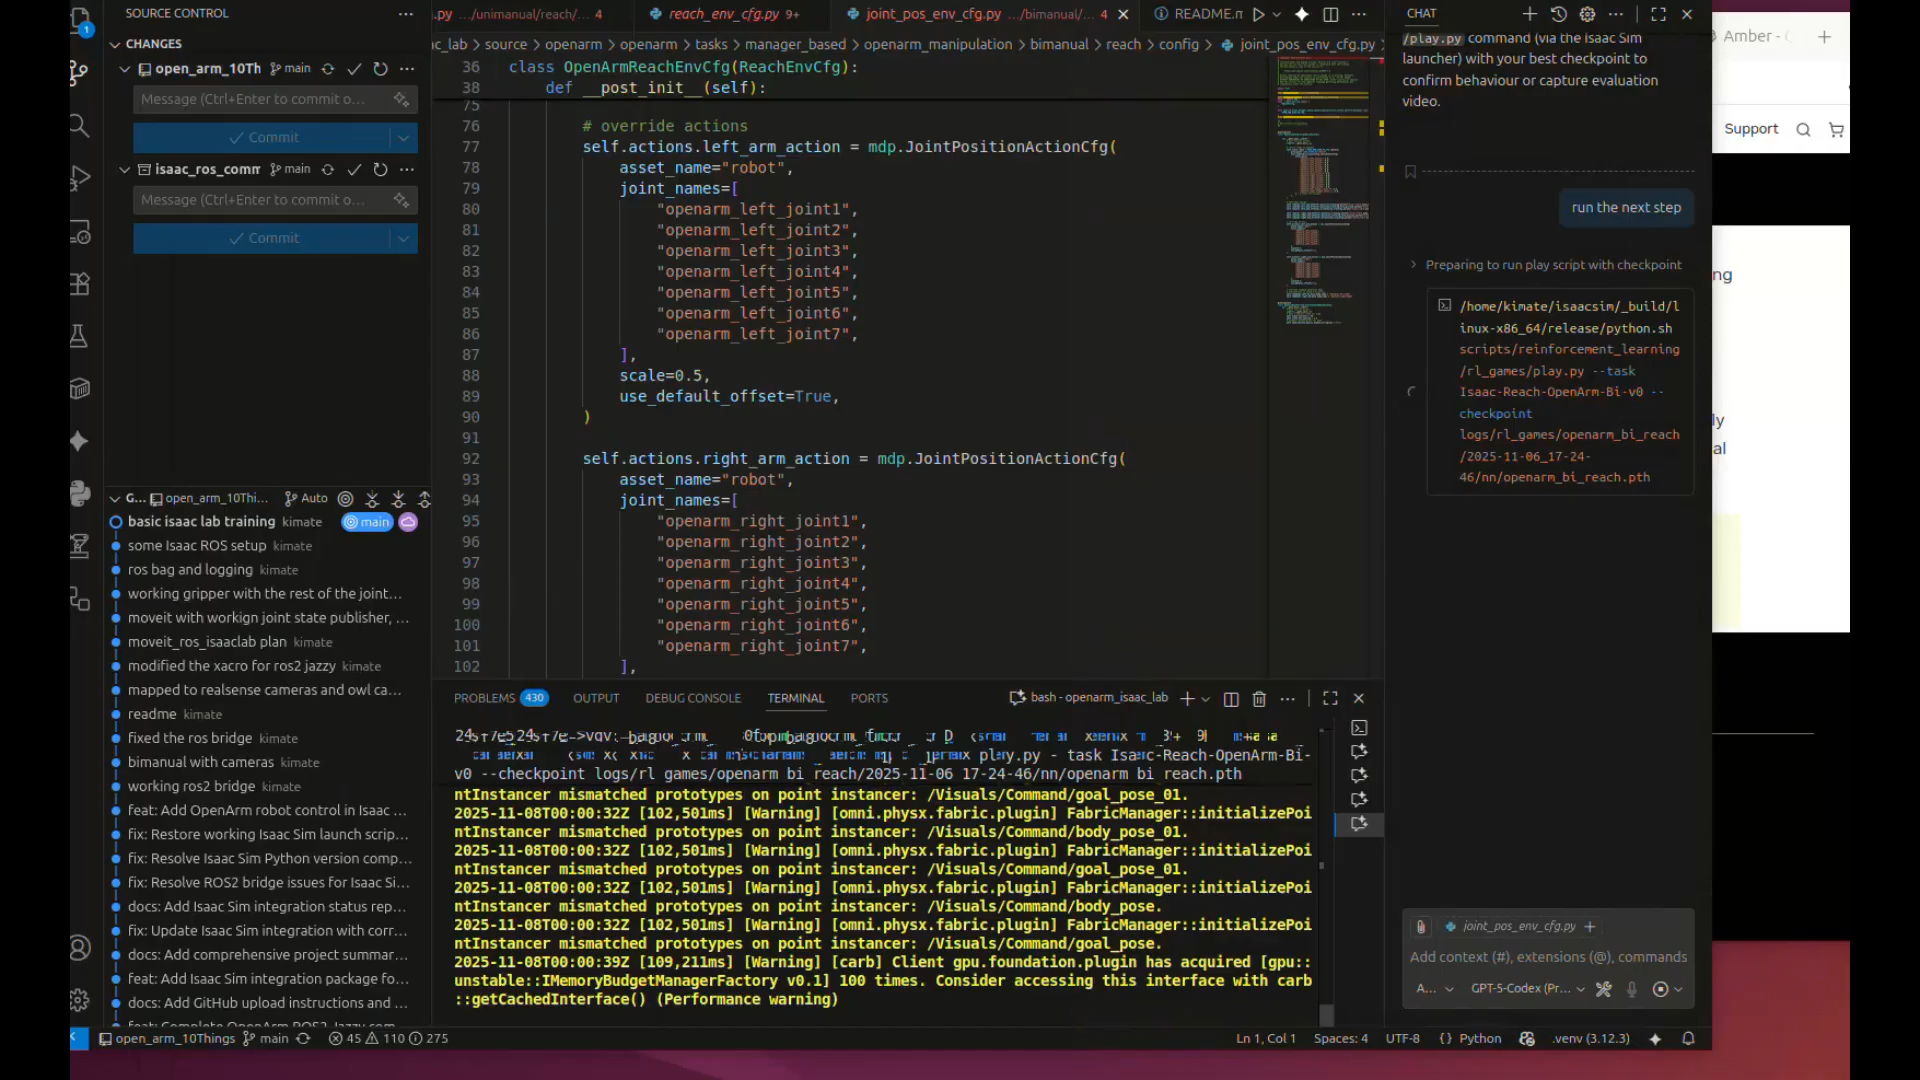 SOURCE CONTROL
CHANGES
open_arm_10Th main
Message (Ctrl+Enter to commit o...
Commit
isaac_ros_comm main
Message (Ctrl+Enter to commit o...
Commit
G... open_arm_10Thi... Auto
basic isaac lab training kimate main
some Isaac ROS setup kimate
ros bag and logging kimate
working gripper with the rest of the joint...
moveit with workign joint state publisher, ...
moveit_ros_isaaclab plan kimate
modified the xacro for ros2 jazzy kimate
mapped to realsense cameras and owl ca...
readme kimate
fixed the ros bridge kimate
bimanual with cameras kimate
working ros2 bridge kimate
feat: Add OpenArm robot control in Isaac ...
fix: Restore working Isaac Sim launch scrip...
fix: Resolve Isaac Sim Python version comp...
fix: Resolve ROS2 bridge issues for Isaac Si...
docs: Add Isaac Sim integration status rep...
fix: Update Isaac Sim integration with corr...
docs: Add comprehensive project summar...
feat: Add Isaac Sim integration package fo...
docs: Add GitHub upload instructions and ...
feat: Complete OpenArm ROS2 Jazzy com...
.py .../unimanual/reach/... 4
reach_env_cfg.py 9+
joint_pos_env_cfg.py .../bimanual/... 4
README.m
ac_lab > source > openarm > openarm > tasks > manager_based > openarm_manipulation > bimanual > reach > config > joint_pos_env_cfg.py >
36 class OpenArmReachEnvCfg(ReachEnvCfg):
38 def __post_init__(self):
75
76 # override actions
77 self.actions.left_arm_action = mdp.JointPositionActionCfg(
78 asset_name="robot",
79 joint_names=[
80 "openarm_left_joint1",
81 "openarm_left_joint2",
82 "openarm_left_joint3",
83 "openarm_left_joint4",
84 "openarm_left_joint5",
85 "openarm_left_joint6",
86 "openarm_left_joint7",
87 ],
88 scale=0.5,
89 use_default_offset=True,
90 )
91
92 self.actions.right_arm_action = mdp.JointPositionActionCfg(
93 asset_name="robot",
94 joint_names=[
95 "openarm_right_joint1",
96 "openarm_right_joint2",
97 "openarm_right_joint3",
98 "openarm_right_joint4",
99 "openarm_right_joint5",
100 "openarm_right_joint6",
101 "openarm_right_joint7",
102 ],
PROBLEMS 430 OUTPUT DEBUG CONSOLE TERMINAL PORTS bash - openarm_isaac_lab
play.py - task Isaac-Reach-OpenArm-Bi-
v0 --checkpoint logs/rl_games/openarm_bi_reach/2025-11-06_17-24-46/nn/openarm_bi_reach.pth
ntInstancer mismatched prototypes on point instancer: /Visuals/Command/goal_pose_01.
2025-11-08T00:00:32Z [102,501ms] [Warning] [omni.physx.fabric.plugin] FabricManager::initializePoi
ntInstancer mismatched prototypes on point instancer: /Visuals/Command/body_pose_01.
2025-11-08T00:00:32Z [102,501ms] [Warning] [omni.physx.fabric.plugin] FabricManager::initializePoi
ntInstancer mismatched prototypes on point instancer: /Visuals/Command/goal_pose_01.
2025-11-08T00:00:32Z [102,501ms] [Warning] [omni.physx.fabric.plugin] FabricManager::initializePoi
ntInstancer mismatched prototypes on point instancer: /Visuals/Command/body_pose.
2025-11-08T00:00:32Z [102,501ms] [Warning] [omni.physx.fabric.plugin] FabricManager::initializePoi
ntInstancer mismatched prototypes on point instancer: /Visuals/Command/goal_pose.
2025-11-08T00:00:39Z [109,211ms] [Warning] [carb] Client gpu.foundation.plugin has acquired [gpu::
unstable::IMemoryBudgetManagerFactory v0.1] 100 times. Consider accessing this interface with carb
::getCachedInterface() (Performance warning)
CHAT
/play.py command (via the Isaac Sim
launcher) with your best checkpoint to
confirm behaviour or capture evaluation
video.
run the next step
Preparing to run play script with checkpoint
/home/kimate/isaacsim/_build/l
inux-x86_64/release/python.sh
scripts/reinforcement_learning
/rl_games/play.py --task
Isaac-Reach-OpenArm-Bi-v0 --
checkpoint
logs/rl_games/openarm_bi_reach
/2025-11-06_17-24-
46/nn/openarm_bi_reach.pth
joint_pos_env_cfg.py
Add context (#), extensions (@), commands
A... GPT-5-Codex (Pr...
Amber -
Support
ng
ly
al
1
open_arm_10Things main 45 110 275
Ln 1, Col 1 Spaces: 4 UTF-8 {} Python .venv (3.12.3)